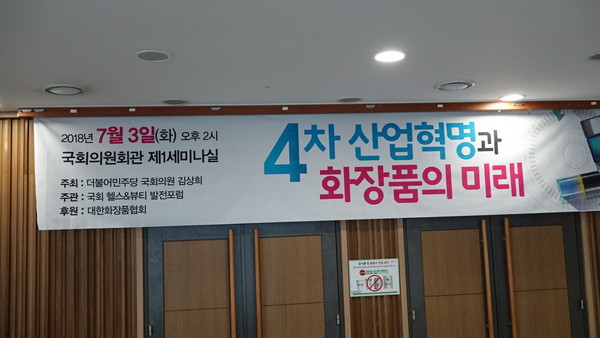 2018년 7월 3일(화) 오후 2시
국회의원회관 제1세미나실
주최 : 더불어민주당 국회의원 김상희
주관 : 국회 헬스&뷰티 발전포럼
후원 : 대한화장품협회
4차 산업혁명과
화장품의 미래